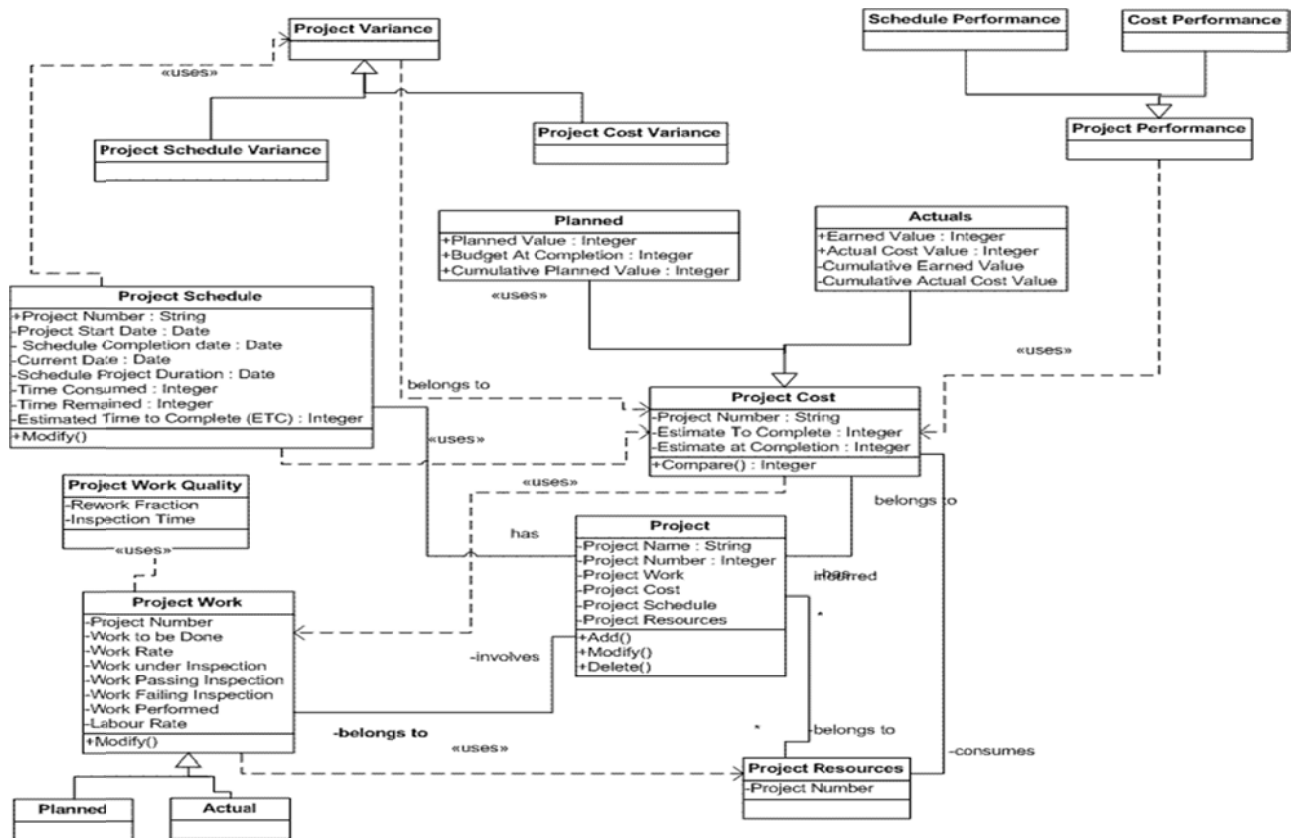 Project Variance
«uses»
Project Schedule Variance
Project Cost Variance
Schedule Performance
Cost Performance
Project Performance
Planned
+Planned Value : Integer
+Budget At Completion : Integer
+Cumulative Planned Value : Integer
«uses»
Actuals
+Earned Value : Integer
+Actual Cost Value : Integer
-Cumulative Earned Value
-Cumulative Actual Cost Value
«uses»
Project Schedule
+Project Number : String
-Project Start Date : Date
- Schedule Completion date : Date
-Current Date : Date
-Schedule Project Duration : Date
-Time Consumed : Integer
-Time Remained : Integer
-Estimated Time to Complete (ETC) : Integer
+Modify()
belongs to
«uses»
Project Cost
-Project Number : String
-Estimate To Complete : Integer
-Estimate at Completion : Integer
+Compare() : Integer
«uses»
belongs to
Project Work Quality
-Rework Fraction
-Inspection Time
«uses»
has
Project
-Project Name : String
-Project Number : Integer
-Project Work
-Project Cost
-Project Schedule
-Project Resources
+Add()
+Modify()
+Delete()
-has
incurred
*
Project Work
-Project Number
-Work to be Done
-Work Rate
-Work under Inspection
-Work Passing Inspection
-Work Failing Inspection
-Work Performed
-Labour Rate
+Modify()
-involves
-belongs to
«uses»
*
-belongs to
-consumes
Project Resources
-Project Number
Planned
Actual